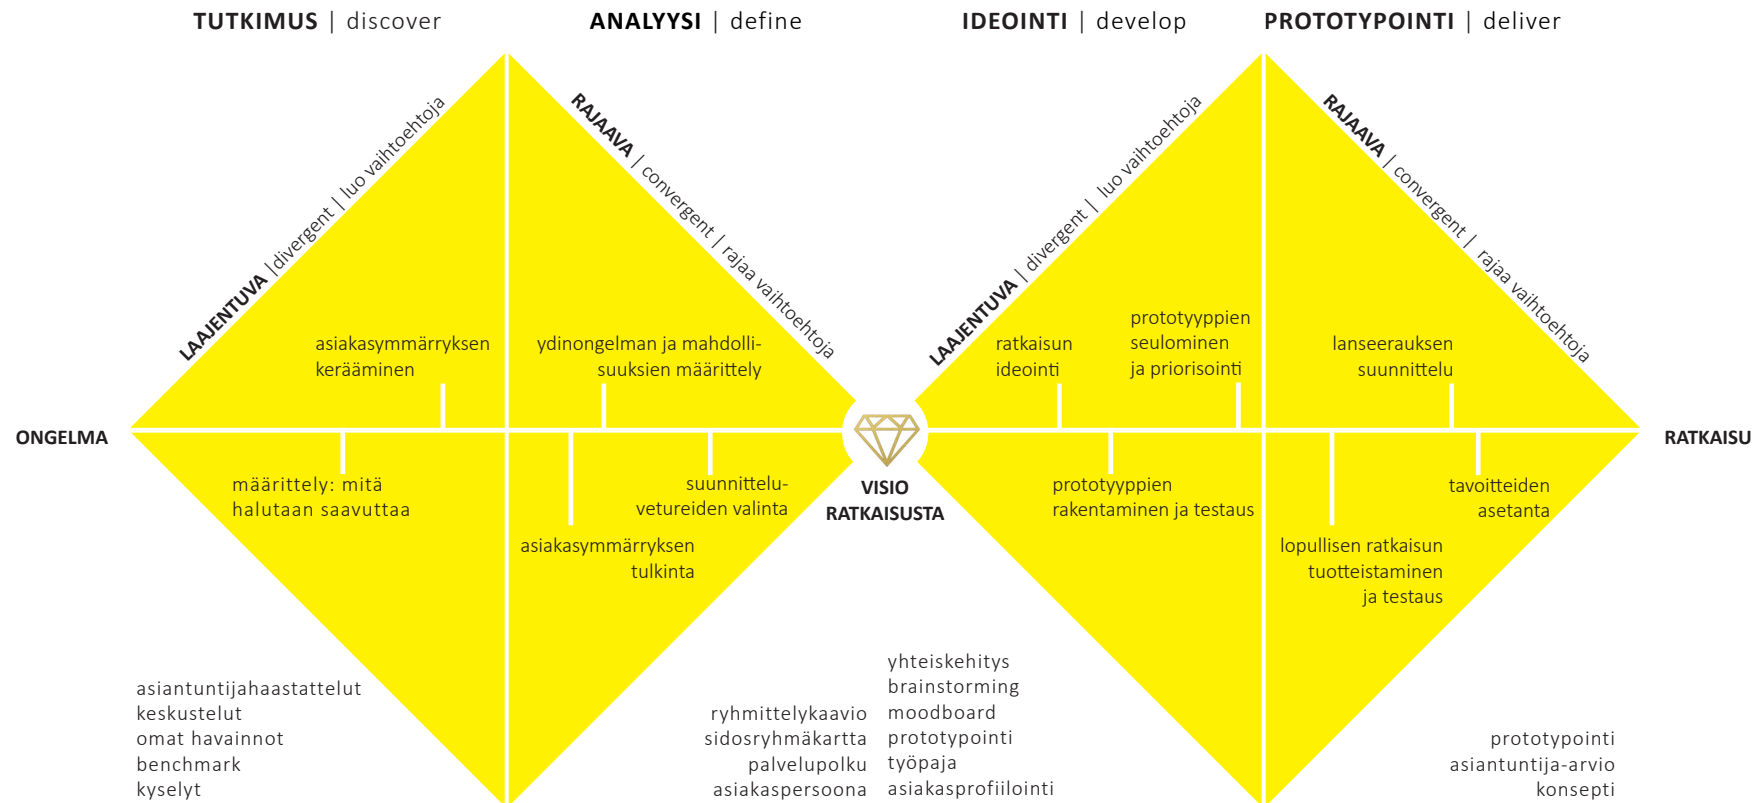 TUTKIMUS | discover
ANALYYSI | define
IDEOINTI | develop
PROTOTYPOINTI | deliver
LAAJENTUVA |divergent | luo vaihtoehtoja
RAJAAVA | convergent | rajaa vaihtoehtoja
LAAJENTUVA | divergent | luo vaihtoehtoja
RAJAAVA | convergent | rajaa vaihtoehtoja
asiakasymmärryksen
kerääminen
ydinongelman ja mahdolli-
suuksien määrittely
ratkaisun
ideointi
prototyyppien
seulominen
ja priorisointi
lanseerauksen
suunnittelu
ONGELMA
VISIO
RATKAISUSTA
RATKAISU
määrittely: mitä
halutaan saavuttaa
asiakasymmärryksen
tulkinta
suunnittelu-
vetureiden valinta
prototyyppien
rakentaminen ja testaus
lopullisen ratkaisun
tuotteistaminen
ja testaus
tavoitteiden
asetanta
asiantuntijahaastattelut
keskustelut
omat havainnot
benchmark
kyselyt
ryhmittelykaavio
sidosryhmäkartta
palvelupolku
asiakaspersoona
yhteiskehitys
brainstorming
moodboard
prototypointi
työpaja
asiakasprofiilointi
prototypointi
asiantuntija-arvio
konsepti